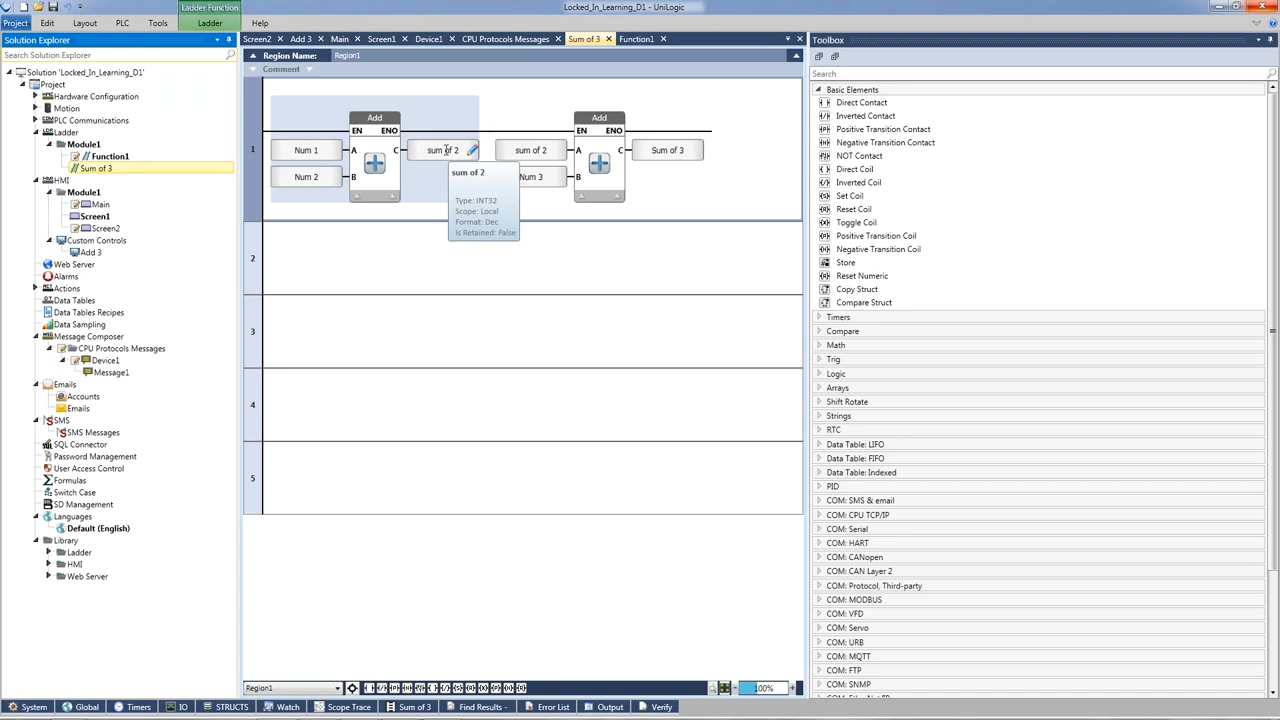 Ladder Function
Locked_In_Learning_D1 - UniLogic
Project
Edit
Layout
PLC
Tools
Ladder
Help
Solution Explorer
Search Solution Explorer
Solution 'Locked_In_Learning_D1'
Project
Hardware Configuration
Motion
PLC Communications
Ladder
Module1
Function1
Sum of 3
HMI
Module1
Main
Screen1
Screen2
Custom Controls
Add 3
Web Server
Alarms
Actions
Data Tables
Data Tables Recipes
Data Sampling
Message Composer
CPU Protocols Messages
Device1
Message1
Emails
Accounts
Emails
SMS
SMS Messages
SQL Connector
Password Management
User Access Control
Formulas
Switch Case
SD Management
Languages
Default (English)
Library
Ladder
HMI
Web Server
Screen2
Add 3
Main
Screen1
Device1
CPU Protocols Messages
Sum of 3
Function1
Region Name:
Region1
Comment
1
Add
EN ENO
Num 1
A
C
sum of 2
Num 2
B
Add
EN ENO
sum of 2
A
C
Sum of 3
Num 3
B
sum of 2
Type: INT32
Scope: Local
Format: Dec
Is Retained: False
2
3
4
5
Region1
100%
Toolbox
Search
Basic Elements
Direct Contact
Inverted Contact
Positive Transition Contact
Negative Transition Contact
NOT Contact
Direct Coil
Inverted Coil
Set Coil
Reset Coil
Toggle Coil
Positive Transition Coil
Negative Transition Coil
Store
Reset Numeric
Copy Struct
Compare Struct
Timers
Compare
Math
Trig
Logic
Arrays
Shift Rotate
Strings
RTC
Data Table: LIFO
Data Table: FIFO
Data Table: Indexed
PID
COM: SMS & email
COM: CPU TCP/IP
COM: Serial
COM: HART
COM: CANopen
COM: CAN Layer 2
COM: Protocol, Third-party
COM: MODBUS
COM: VFD
COM: Servo
COM: URB
COM: MQTT
COM: FTP
COM: SNMP
System
Global
Timers
IO
STRUCTS
Watch
Scope Trace
Sum of 3
Find Results -
Error List
Output
Verify